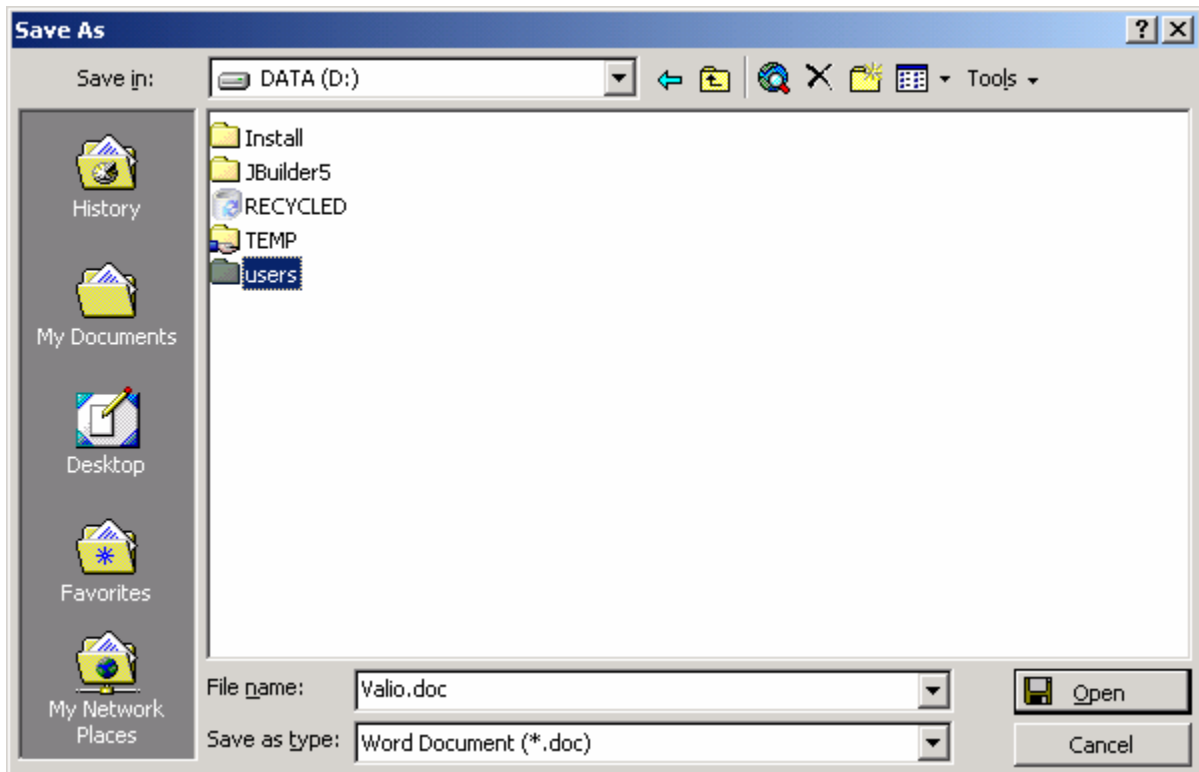 Save As
Save in:
DATA (D:)
Tools
History
My Documents
Desktop
Favorites
My Network
Places
Install
JBuilder5
RECYCLED
TEMP
users
File name:
Valio.doc
Open
Save as type:
Word Document (*.doc)
Cancel